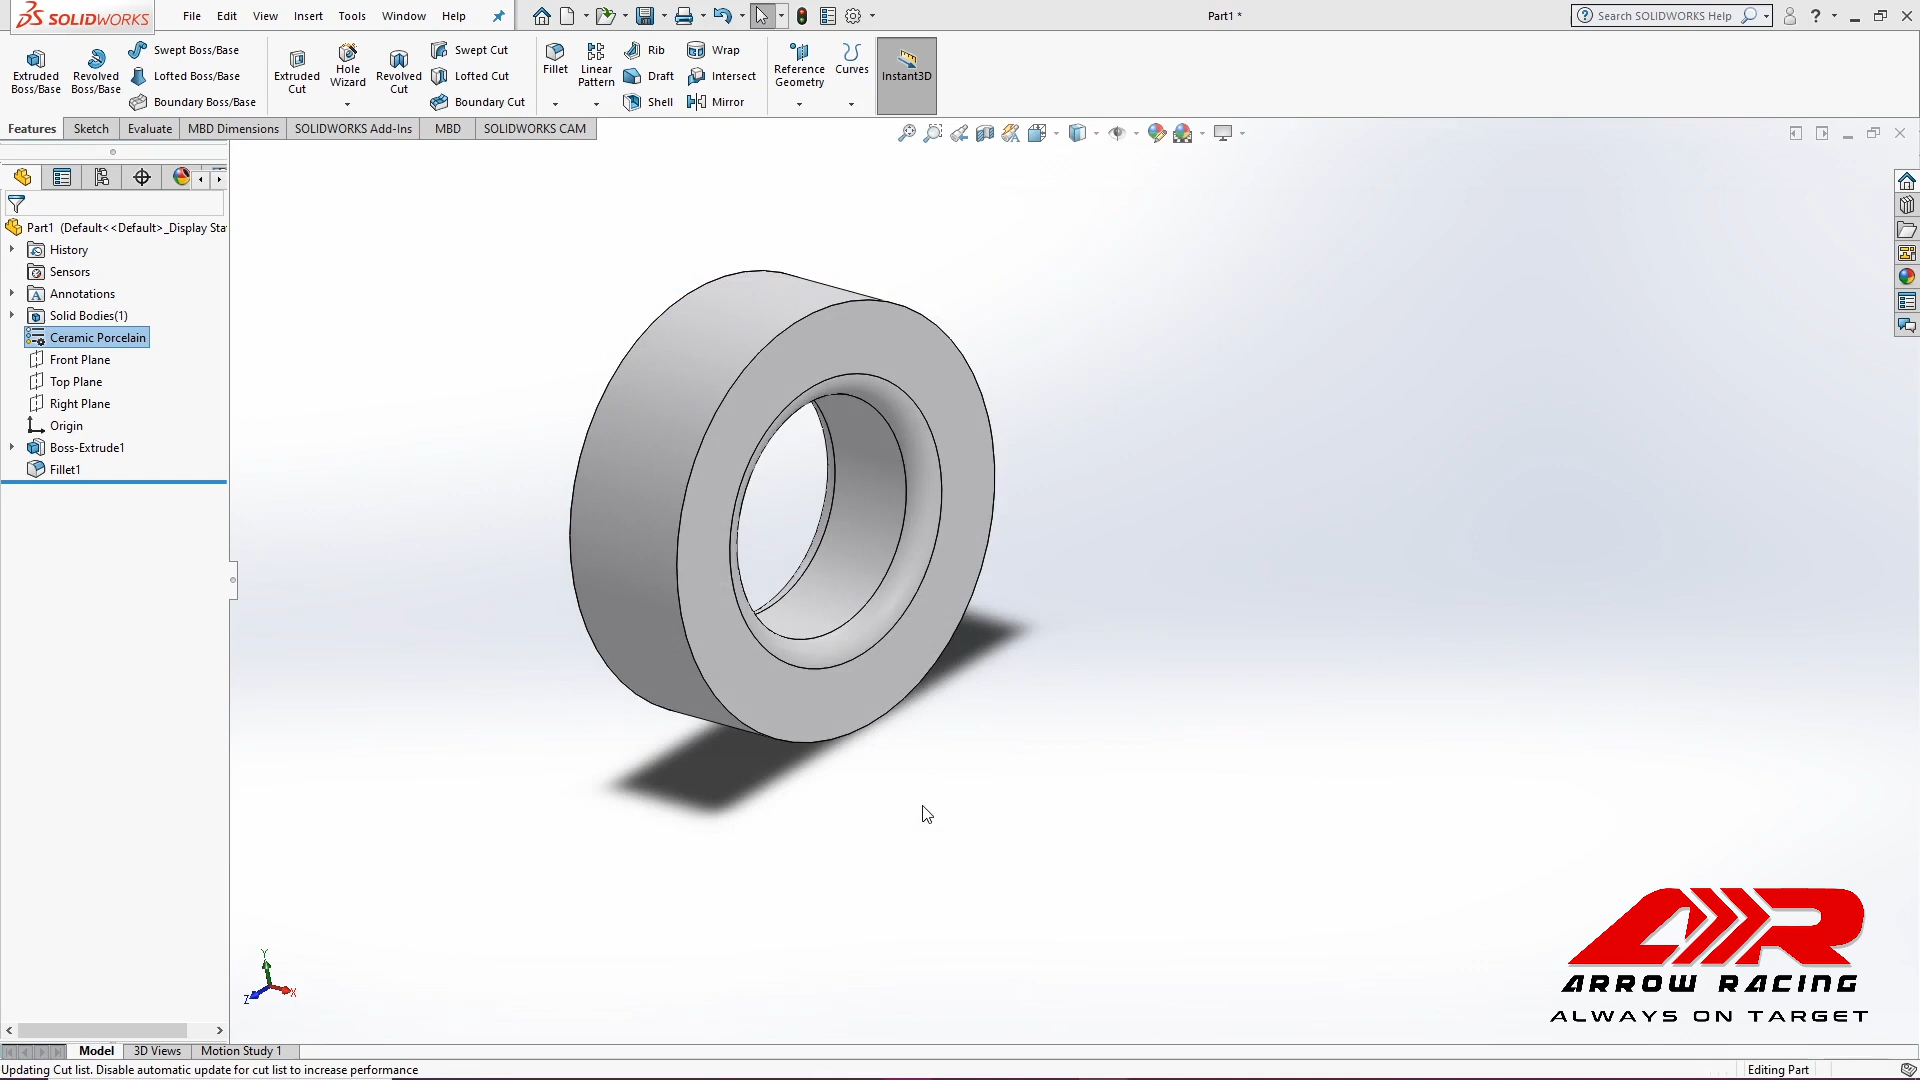 SOLIDWORKS
File Edit View Insert Tools Window Help
Part1 *
Search SOLIDWORKS Help
Extruded Boss/Base
Revolved Boss/Base
Swept Boss/Base
Lofted Boss/Base
Boundary Boss/Base
Extruded Cut
Hole Wizard
Revolved Cut
Swept Cut
Lofted Cut
Boundary Cut
Fillet
Linear Pattern
Rib
Draft
Shell
Wrap
Intersect
Mirror
Reference Geometry
Curves
Instant3D
Features Sketch Evaluate MBD Dimensions SOLIDWORKS Add-Ins MBD SOLIDWORKS CAM
Part1 (Default<<Default>_Display Sta
History
Sensors
Annotations
Solid Bodies(1)
Ceramic Porcelain
Front Plane
Top Plane
Right Plane
Origin
Boss-Extrude1
Fillet1
Y
Z
X
AR
ARROW RACING
ALWAYS ON TARGET
Model 3D Views Motion Study 1
Updating Cut list. Disable automatic update for cut list to increase performance
Editing Part